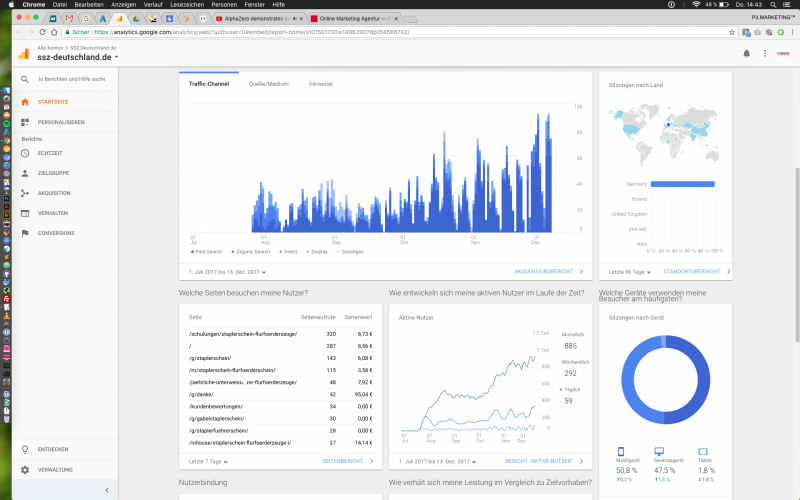 Chrome Ablage Bearbeiten Darstellung Verlauf Lesezeichen Personen Fenster Hilfe
48 % Do. 14:43
AlphaZero demonstrates
Online Marketing Agentur
P3.MARKETING™
Sicher https://analytics.google.com/analytics/web/?authuser=0#embed/report-home/a101501730w149639078p154566742/
Alle Konten > SSZ Deutschland.de
ssz-deutschland.de
In Berichten und Hilfe suche
STARTSEITE
PERSONALISIEREN
Berichte
ECHTZEIT
ZIELGRUPPE
AKQUISITION
VERHALTEN
CONVERSIONS
ENTDECKEN
VERWALTUNG
Traffic-Channel Quelle/Medium Verweise
100
80
60
40
20
0
01 Jul
01 Aug
01 Sep
01 Oct
01 Nov
01 Dec
Paid Search Organic Search Direct Display Sonstiges
1. Juli 2017 bis 13. Dez. 2017
AKQUISITIONSBERICHT
Sitzungen nach Land
Germany
Poland
United Kingdom
(not set)
India
0 % 20 % 40 % 60 % 80 % 100 %
Letzte 90 Tage
STANDORTÜBERSICHT
Welche Seiten besuchen meine Nutzer?
Seite Seitenaufrufe Seitenwert
/schulungen/staplerschein-flurfoerderzeuge/ 320 6,73 €
/ 287 8,56 €
/g/staplerschein/ 143 6,08 €
/m/staplerschein-flurfoerderschein/ 115 3,58 €
/jaehrliche-unterweisu...rer-flurfoerderzeuge/ 48 7,92 €
/g/danke/ 42 95,04 €
/kundenbewertungen/ 34 0,00 €
/g/gabelstaplerschein/ 30 0,00 €
/g/staplerfuehrerschein/ 28 0,00 €
/inhouse/staplerschein-flurfoerderzeuge-i/ 27 14,14 €
Letzte 7 Tage
SEITENBERICHT
Wie entwickeln sich meine aktiven Nutzer im Laufe der Zeit?
Aktive Nutzer
1,2 Tsd.
1 Tsd.
800
600
400
200
0
01 Jul
01 Aug
01 Sep
01 Oct
01 Nov
01 Dec
Monatlich
885
Wöchentlich
292
Täglich
59
1. Juli 2017 bis 13. Dez. 2017
BERICHT "AKTIVE NUTZER"
Welche Geräte verwenden meine
Besucher am häufigsten?
Sitzungen nach Gerät
Mobilgerät Desktopgerät Tablet
50,8 % 47,5 % 1,8 %
↑0,2 % ↑1,5 % ↓1,8 %
Nutzerbindung
Wie verhält sich meine Leistung im Vergleich zu Zielvorhaben?